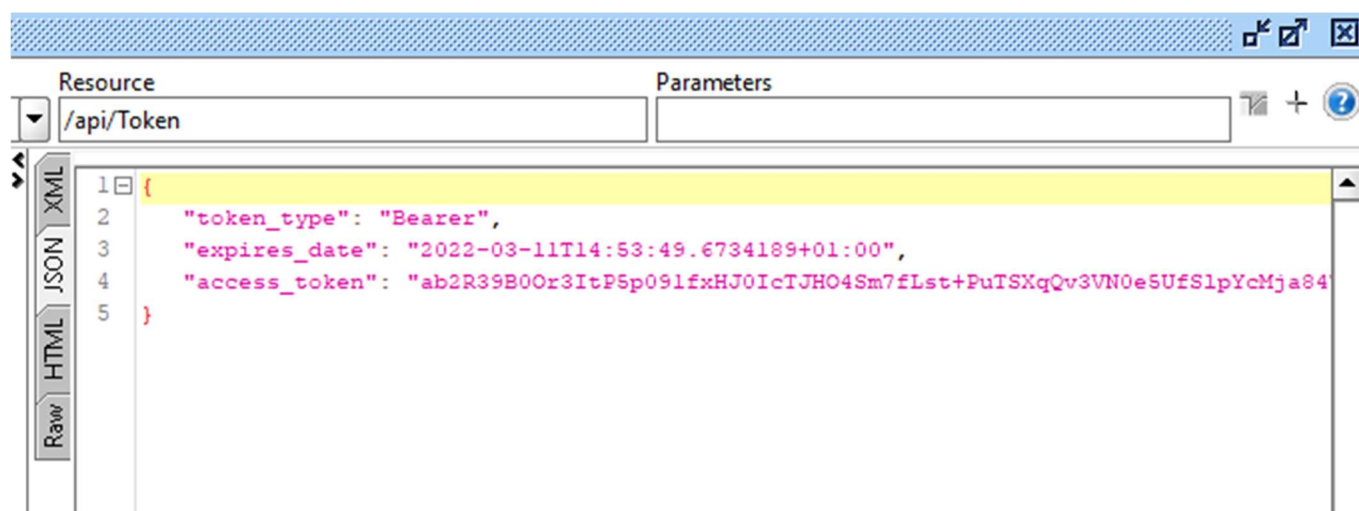 Resource Parameters
/api/Token
XML
JSON
HTML
Raw
1 {
2 "token_type": "Bearer",
3 "expires_date": "2022-03-11T14:53:49.6734189+01:00",
4 "access_token": "ab2R39B0Or3ItP5p091fxHJ0IcTJHO4Sm7fLst+PuTSXqQv3VN0e5UfSlpYcMja84
5 }